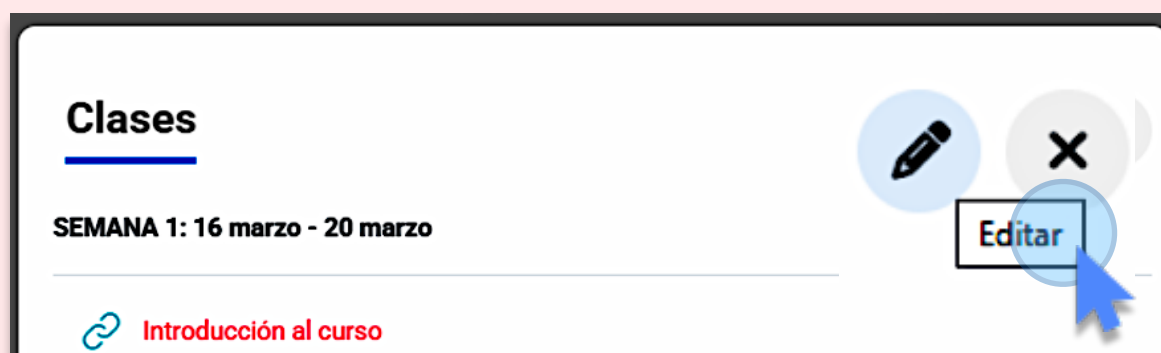 Clases
Editar
SEMANA 1: 16 marzo - 20 marzo
Introducción al curso